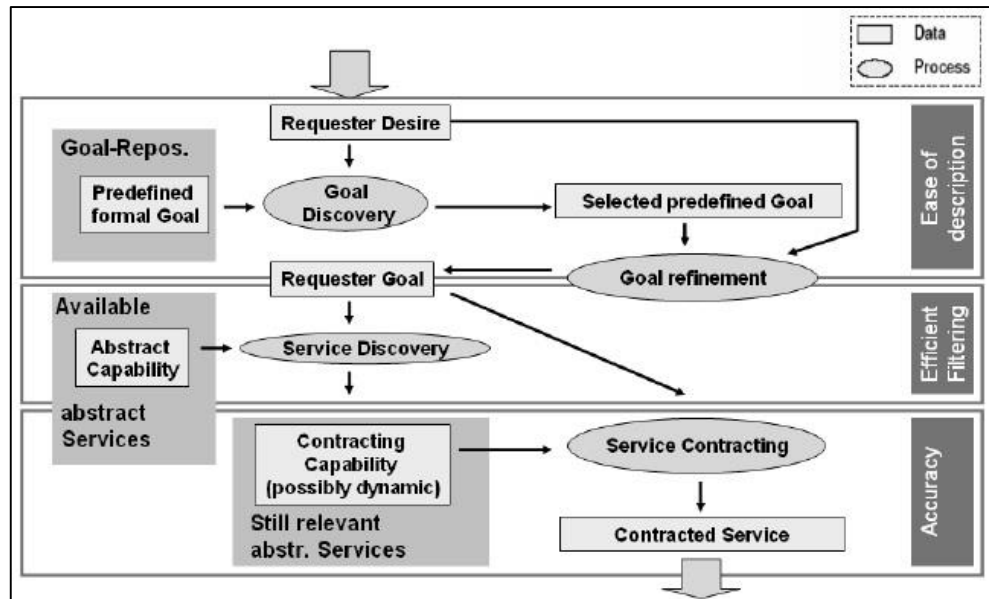 Data
Process
Requester Desire
Goal-Repos.
Predefined
formal Goal
Goal
Discovery
Selected predefined Goal
Ease of
description
Requester Goal
Goal refinement
Available
Abstract
Capability
Service Discovery
abstract
Services
Efficient
Filtering
Contracting
Capability
(possibly dynamic)
Service Contracting
Still relevant
abstr. Services
Contracted Service
Accuracy